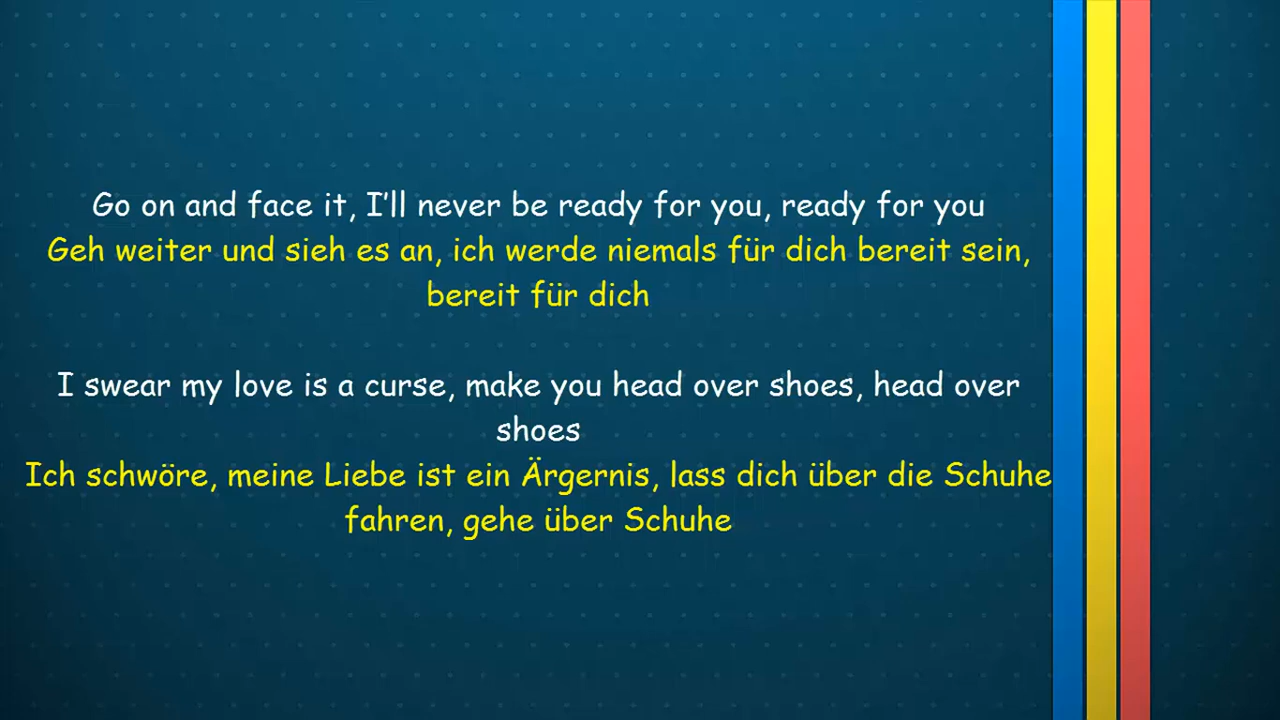 Go on and face it, I'll never be ready for you, ready for you
Geh weiter und sieh es an, ich werde niemals für dich bereit sein,
bereit für dich
I swear my love is a curse, make you head over shoes, head over
shoes
Ich schwöre, meine Liebe ist ein Ärgernis, lass dich über die Schuhe
fahren, gehe über Schuhe